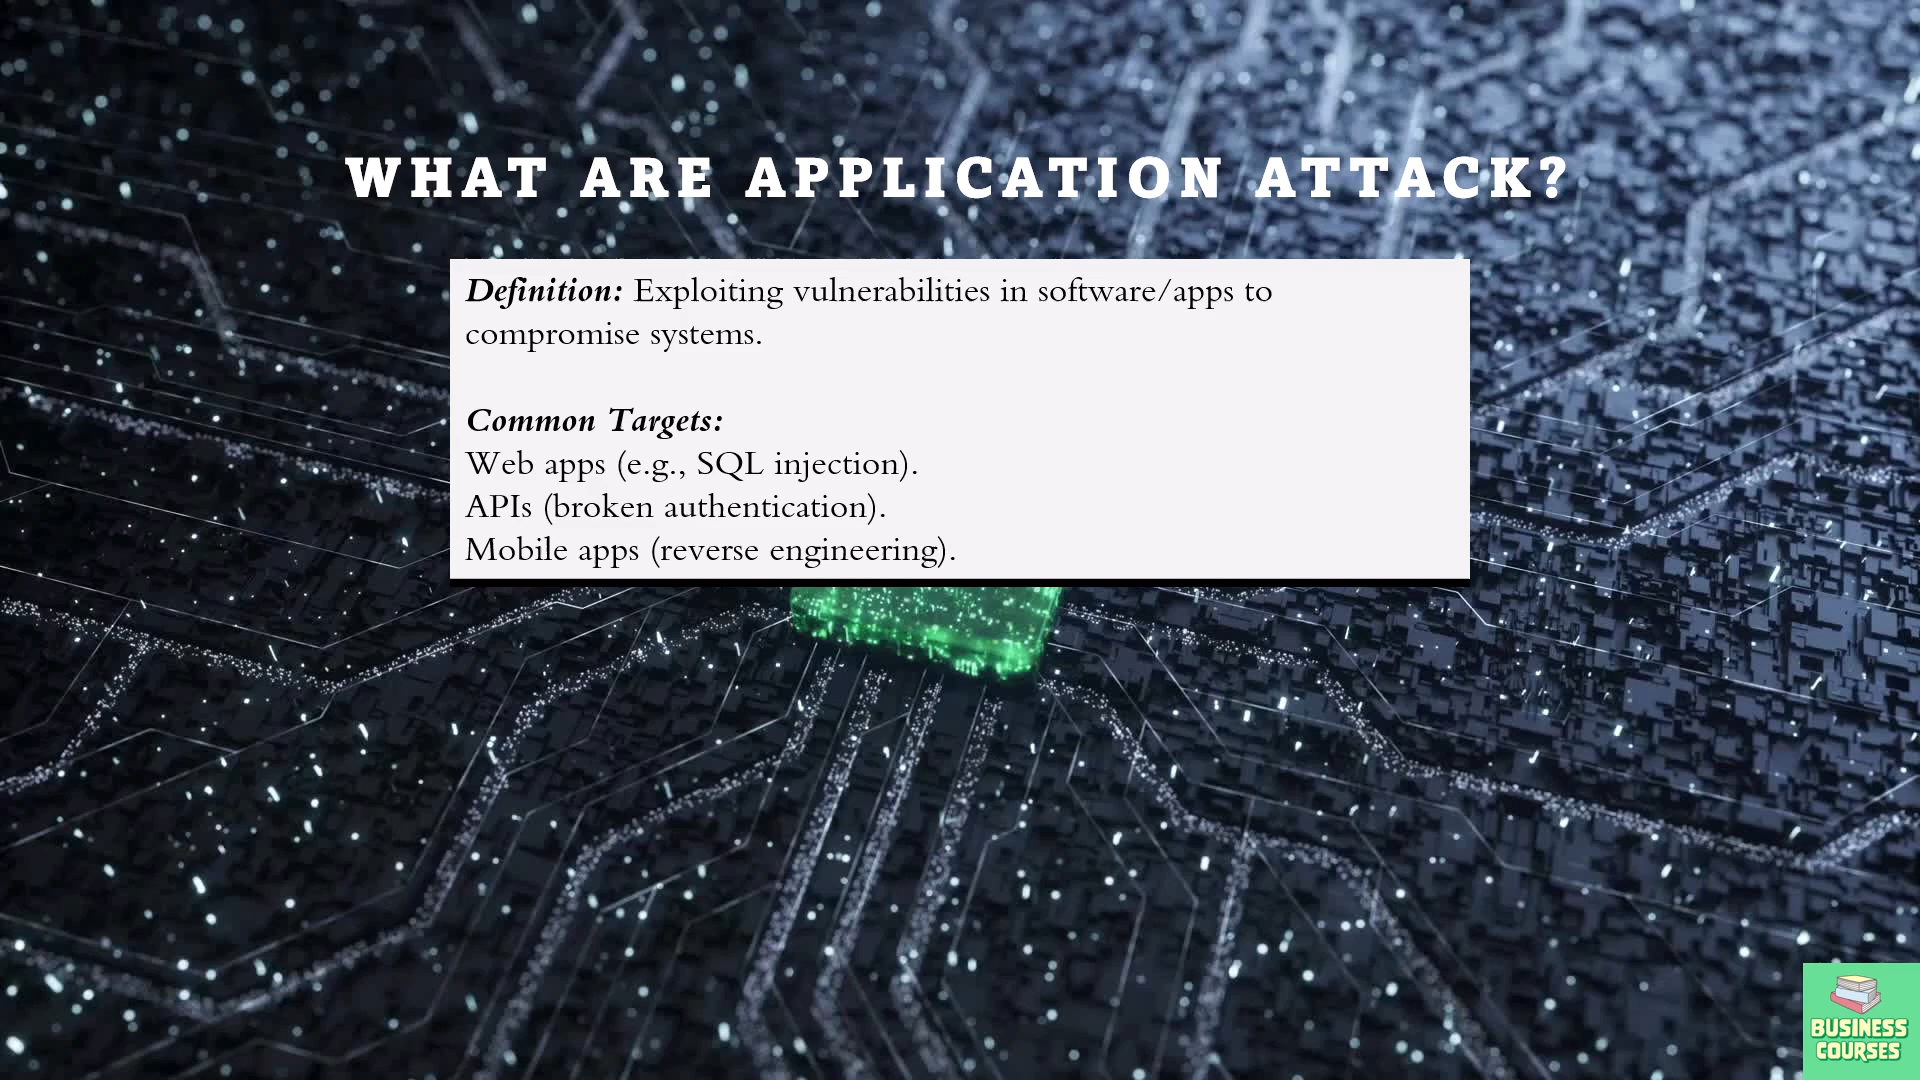 WHAT ARE APPLICATION ATTACK?
Definition: Exploiting vulnerabilities in software/apps to
compromise systems.
Common Targets:
Web apps (e.g., SQL injection).
APIs (broken authentication).
Mobile apps (reverse engineering).
BUSINESS
COURSES